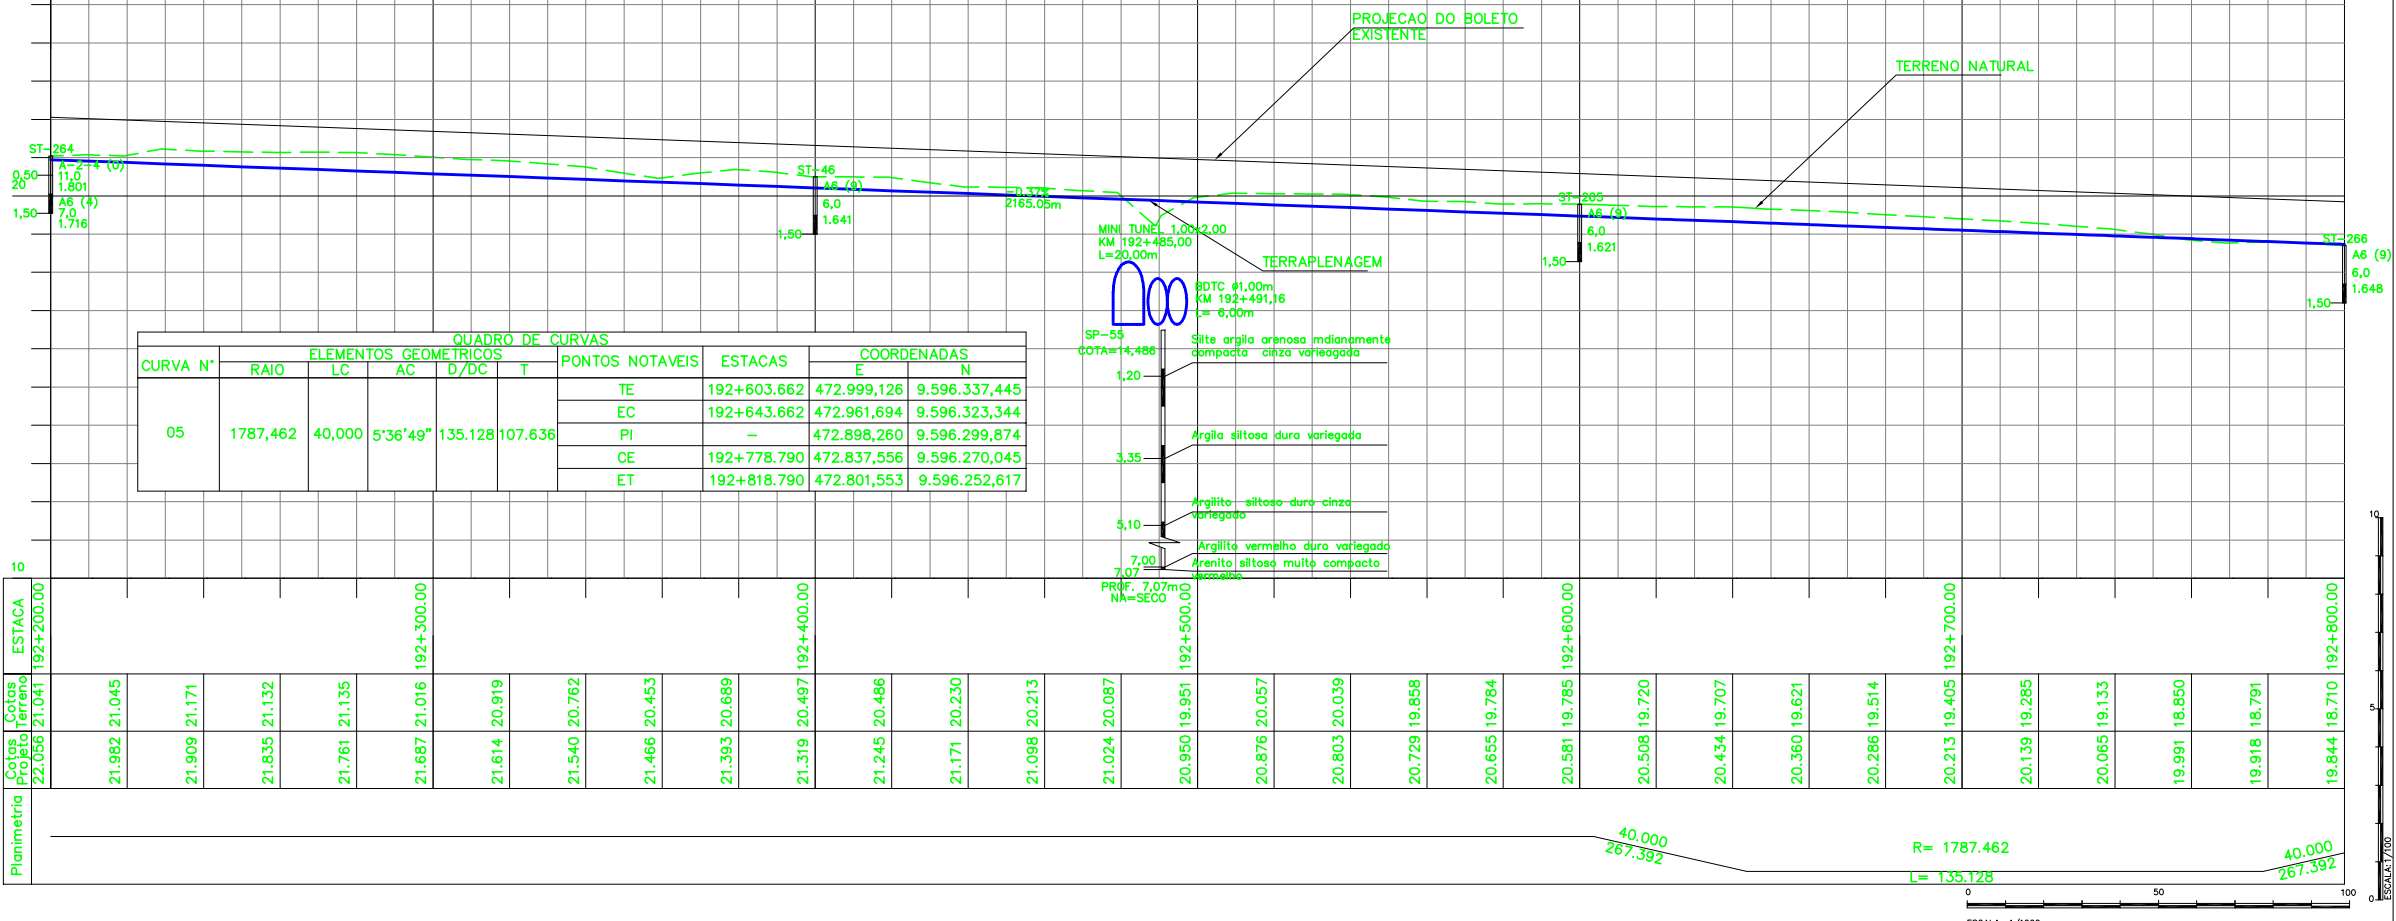 PROJECAO DO BOLETO
EXISTENTE
TERRENO NATURAL
ST-264
A-2-4 (0)
0,50
11,0
20
1.801
A6 (4)
1,50
7,0
1.716
ST-46
A6 (9)
6,0
1.641
1,50
-0.37%
2165.05m
MINI TUNEL 1,00x2,00
KM 192+485,00
L=20,00m
TERRAPLENAGEM
BDTC ø1,00m
KM 192+491,16
L= 6,00m
ST-265
A6 (9)
6,0
1.621
1,50
ST-266
A6 (9)
6,0
1.648
1,50
QUADRO DE CURVAS
CURVA N° ELEMENTOS GEOMETRICOS PONTOS NOTAVEIS ESTACAS COORDENADAS
RAIO LC AC D/DC T E N
TE 192+603.662 472.999,126 9.596.337,445
EC 192+643.662 472.961,694 9.596.323,344
05 1787,462 40,000 5°36'49" 135.128 107.636 PI - 472.898,260 9.596.299,874
CE 192+778.790 472.837,556 9.596.270,045
ET 192+818.790 472.801,553 9.596.252,617
SP-55
COTA=14,486
Silte argila arenosa mdianamente
compacta cinza varieagada
1,20
Argila siltosa dura variegada
3,35
Argilito siltoso duro cinza
variegado
5,10
Argilito vermelho duro variegado
7,00
Arenito siltoso muito compacto
vermelho
7,07
PROF. 7,07m
NA=SECO
10
ESTACA
192+200.00 192+300.00 192+400.00 192+500.00 192+600.00 192+700.00 192+800.00
Cotas
Terreno
21.041 21.045 21.171 21.132 21.135 21.016 20.919 20.762 20.453 20.689 20.497 20.486 20.230 20.213 20.087 19.951 20.057 20.039 19.858 19.784 19.785 19.720 19.707 19.621 19.514 19.405 19.285 19.133 18.850 18.791 18.710
Cotas
Projeto
22.056 21.982 21.909 21.835 21.761 21.687 21.614 21.540 21.466 21.393 21.319 21.245 21.171 21.098 21.024 20.950 20.876 20.803 20.729 20.655 20.581 20.508 20.434 20.360 20.286 20.213 20.139 20.065 19.991 19.918 19.844
Planimetria
40.000
267.392
R= 1787.462
L= 135.128
40.000
267.392
10
5
0
ESCALA:1/100
0 50 100